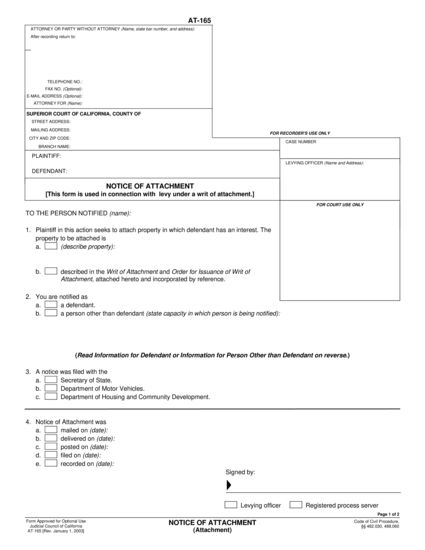 AT-165
ATTORNEY OR PARTY WITHOUT ATTORNEY (Name, state bar number, and address):
After recording return to:
TELEPHONE NO.:
FAX NO. (Optional):
E-MAIL ADDRESS (Optional):
ATTORNEY FOR (Name):
SUPERIOR COURT OF CALIFORNIA, COUNTY OF
STREET ADDRESS:
MAILING ADDRESS:
CITY AND ZIP CODE:
BRANCH NAME:
FOR RECORDER'S USE ONLY
PLAINTIFF:
DEFENDANT:
CASE NUMBER
LEVYING OFFICER (Name and Address):
NOTICE OF ATTACHMENT
[This form is used in connection with levy under a writ of attachment.]
FOR COURT USE ONLY
TO THE PERSON NOTIFIED (name):
1. Plaintiff in this action seeks to attach property in which defendant has an interest. The
property to be attached is
a. (describe property):
b. described in the Writ of Attachment and Order for Issuance of Writ of
Attachment, attached hereto and incorporated by reference.
2. You are notified as
a. a defendant.
b. a person other than defendant (state capacity in which person is being notified):
(Read Information for Defendant or Information for Person Other than Defendant on reverse.)
3. A notice was filed with the
a. Secretary of State.
b. Department of Motor Vehicles.
c. Department of Housing and Community Development.
4. Notice of Attachment was
a. mailed on (date):
b. delivered on (date):
c. posted on (date):
d. filed on (date):
e. recorded on (date):
Signed by:
Levying officer Registered process server
Page 1 of 2
Form Approved for Optional Use
Judicial Council of California
AT-165 [Rev. January 1, 2003]
NOTICE OF ATTACHMENT
(Attachment)
Code of Civil Procedure,
§§ 482.030, 488.060